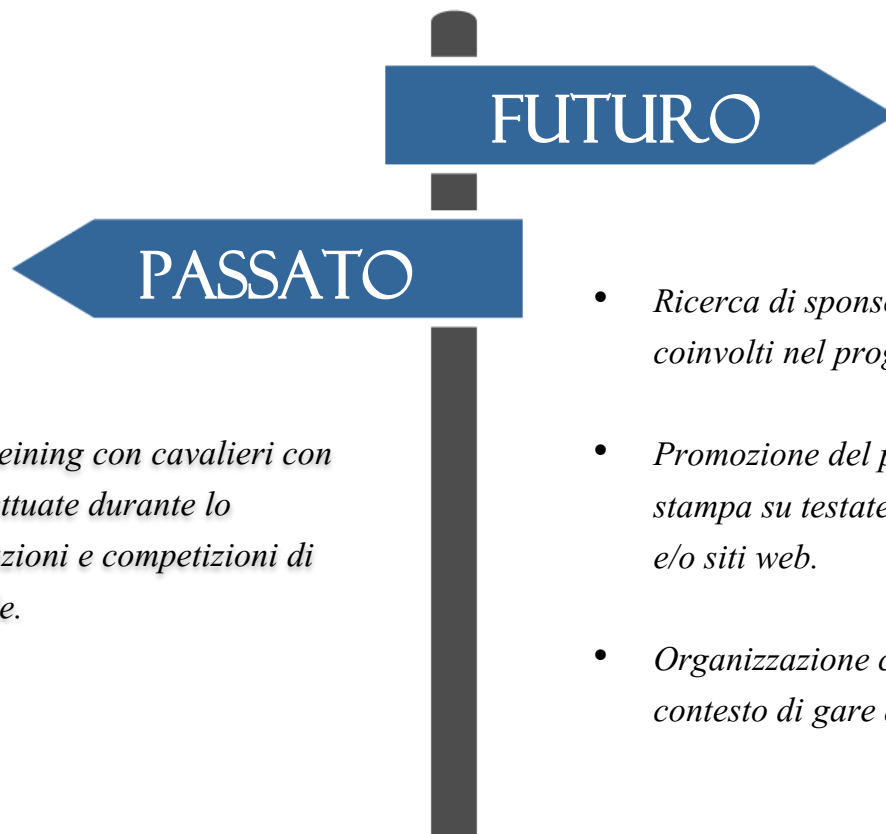 FUTURO
PASSATO
eining con cavalieri con
ttuate durante lo
zioni e competizioni di
e.
• Ricerca di spons
coinvolti nel prog
• Promozione del p
stampa su testate
e/o siti web.
• Organizzazione
contesto di gare